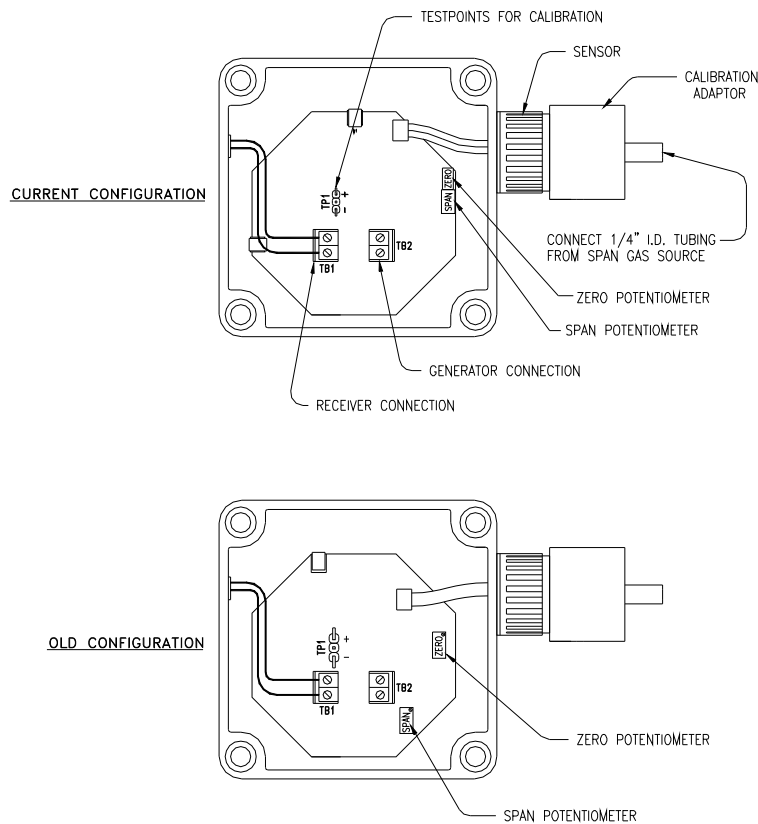 TESTPOINTS FOR CALIBRATION
SENSOR
CALIBRATION
ADAPTOR
CURRENT CONFIGURATION
TP1
+
-
ZERO
SPAN
TB1
TB2
CONNECT 1/4" I.D. TUBING
FROM SPAN GAS SOURCE
ZERO POTENTIOMETER
SPAN POTENTIOMETER
GENERATOR CONNECTION
RECEIVER CONNECTION
OLD CONFIGURATION
TP1
+
-
ZERO
TB1
TB2
SPAN
ZERO POTENTIOMETER
SPAN POTENTIOMETER